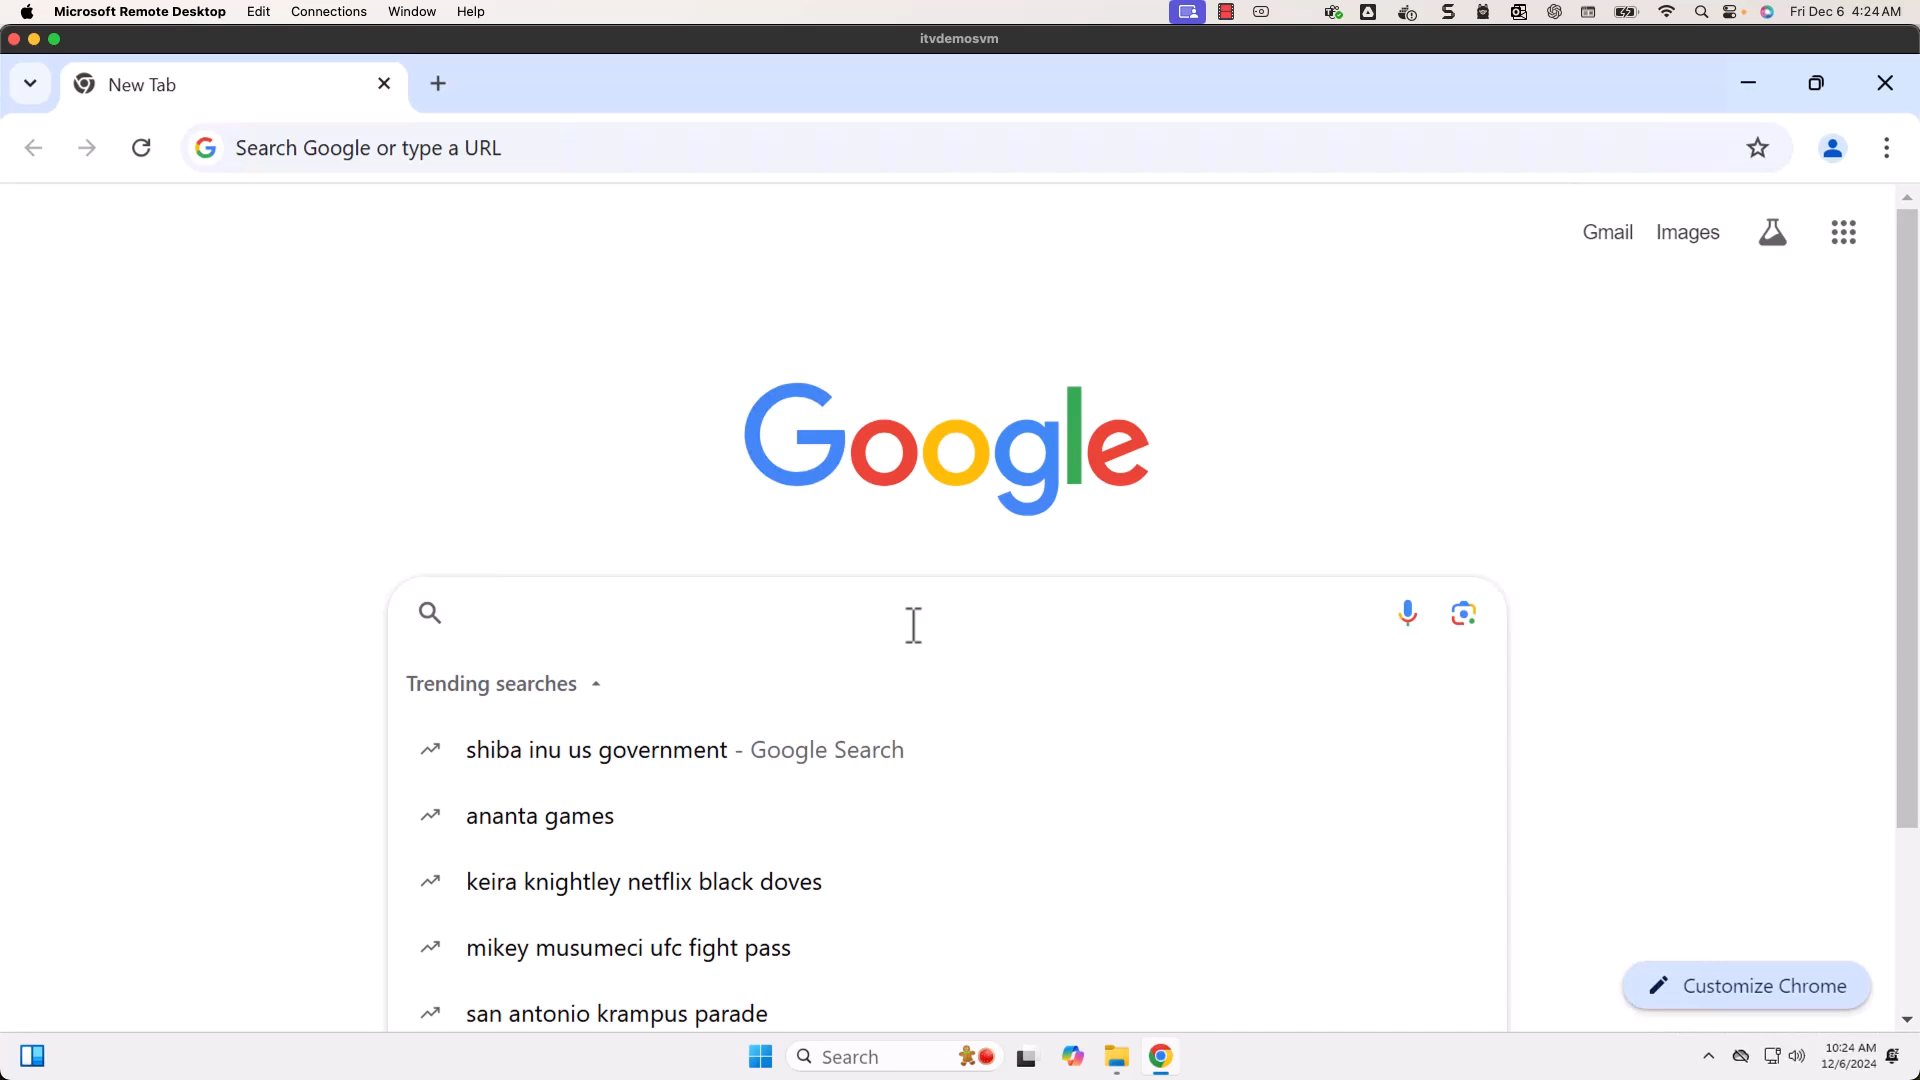 Microsoft Remote Desktop Edit Connections Window Help Fri Dec 6 4:24 AM
itvdemosvm
New Tab
Search Google or type a URL
Gmail Images
Google
Trending searches
shiba inu us government - Google Search
ananta games
keira knightley netflix black doves
mikey musumeci ufc fight pass
san antonio krampus parade
Customize Chrome
Search
10:24 AM
12/6/2024